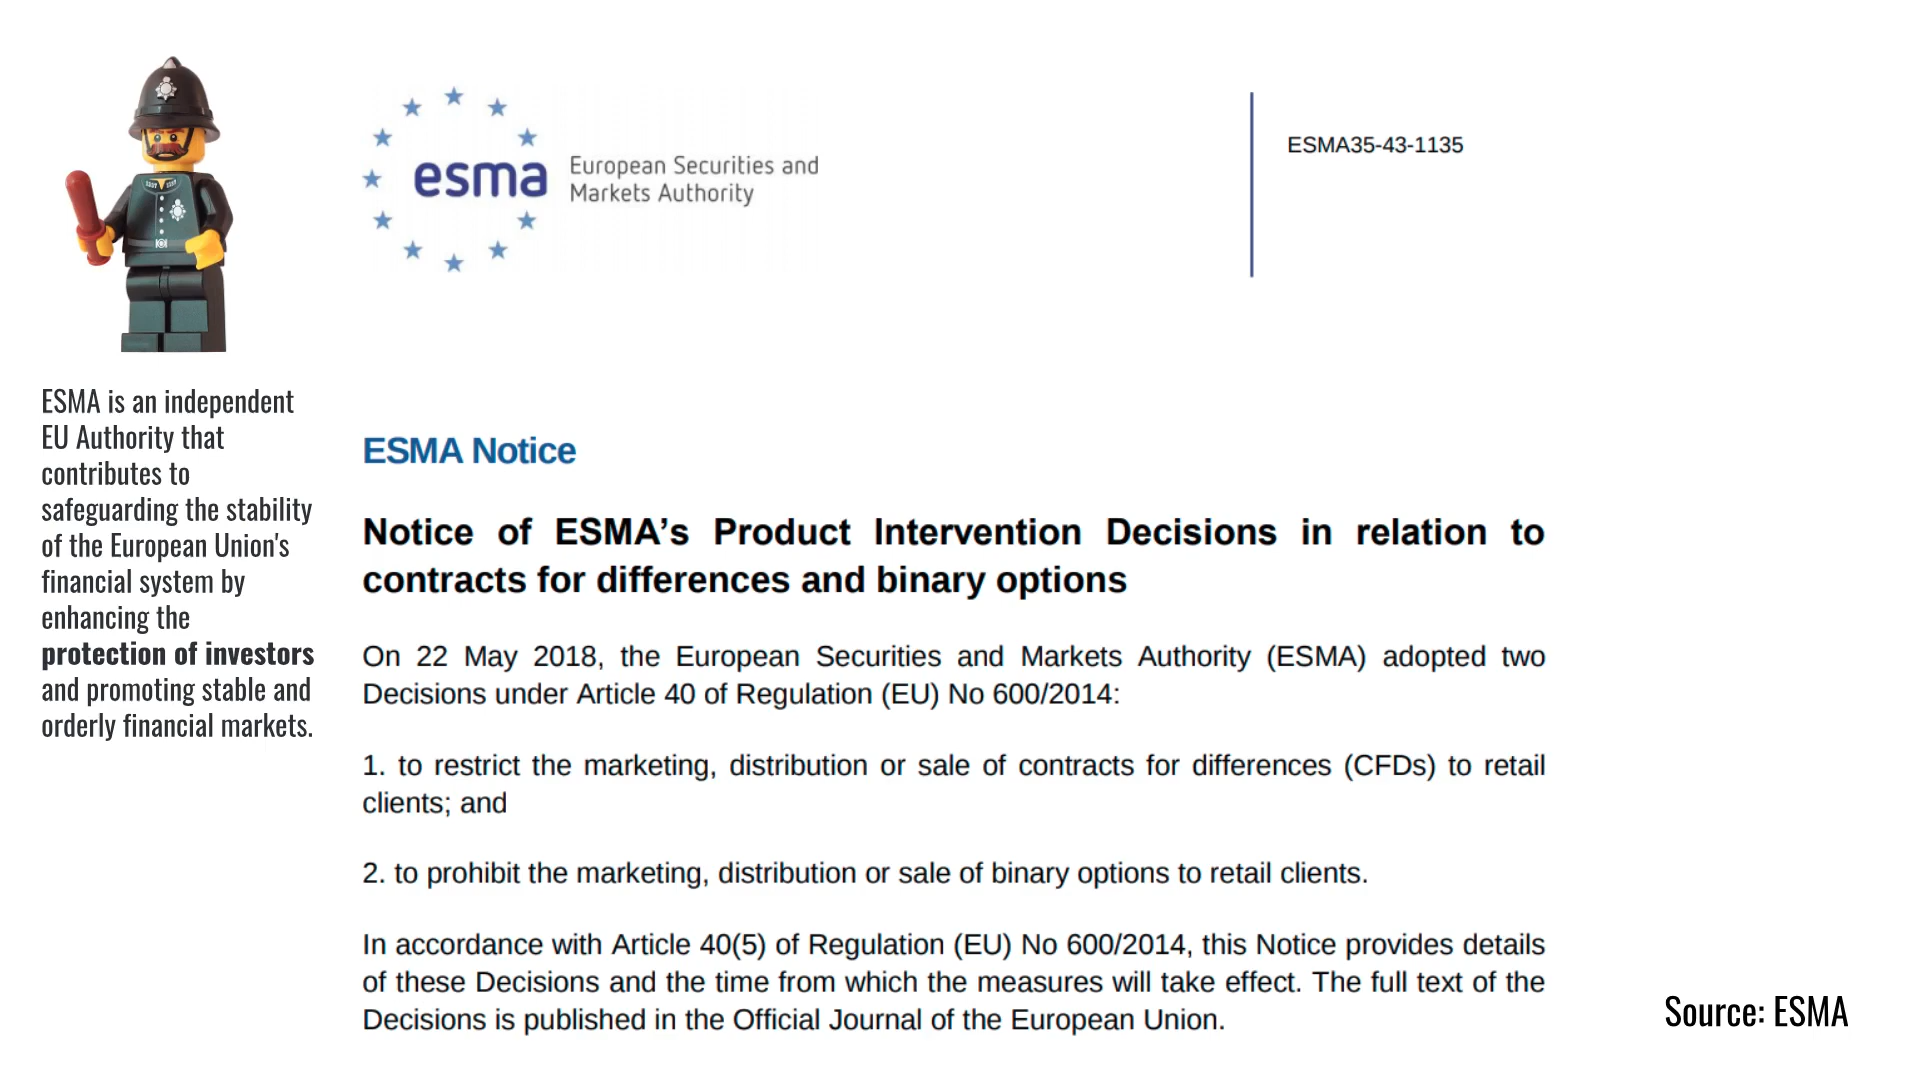 esma
European Securities and
Markets Authority
ESMA35-43-1135
ESMA is an independent
EU Authority that
contributes to
safeguarding the stability
of the European Union's
financial system by
enhancing the
protection of investors
and promoting stable and
orderly financial markets.
ESMA Notice
Notice of ESMA’s Product Intervention Decisions in relation to
contracts for differences and binary options
On 22 May 2018, the European Securities and Markets Authority (ESMA) adopted two
Decisions under Article 40 of Regulation (EU) No 600/2014:
1. to restrict the marketing, distribution or sale of contracts for differences (CFDs) to retail
clients; and
2. to prohibit the marketing, distribution or sale of binary options to retail clients.
In accordance with Article 40(5) of Regulation (EU) No 600/2014, this Notice provides details
of these Decisions and the time from which the measures will take effect. The full text of the
Decisions is published in the Official Journal of the European Union.
Source: ESMA